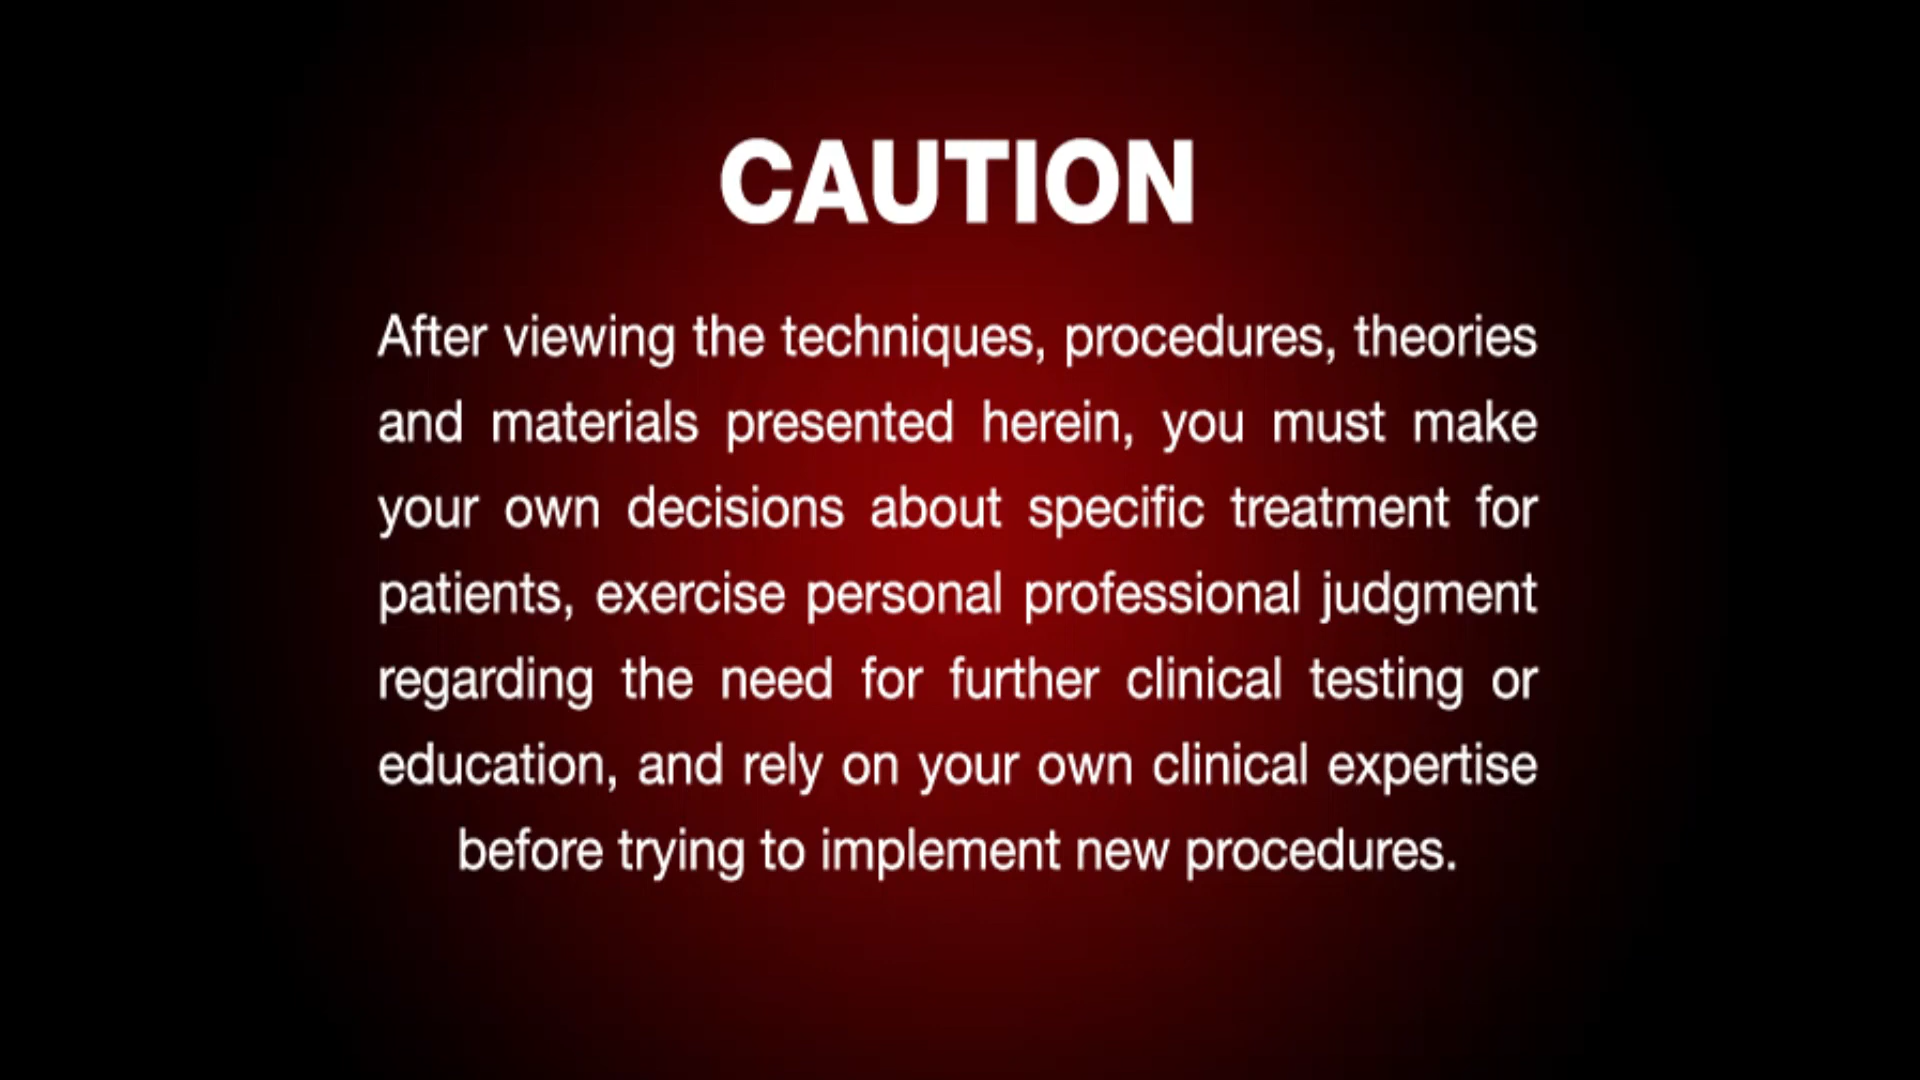 CAUTION
After viewing the techniques, procedures, theories
and materials presented herein, you must make
your own decisions about specific treatment for
patients, exercise personal professional judgment
regarding the need for further clinical testing or
education, and rely on your own clinical expertise
before trying to implement new procedures.